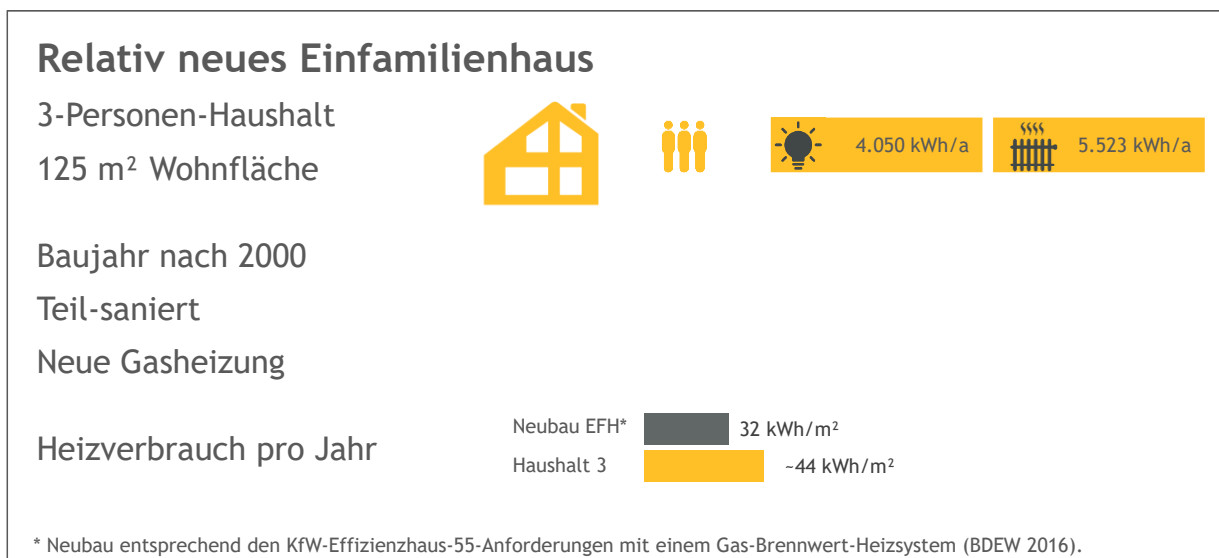 Relativ neues Einfamilienhaus
3-Personen-Haushalt
125 m² Wohnfläche
4.050 kWh/a
5.523 kWh/a
Baujahr nach 2000
Teil-saniert
Neue Gasheizung
Heizverbrauch pro Jahr
Neubau EFH*
32 kWh/m²
Haushalt 3
~44 kWh/m²
* Neubau entsprechend den KfW-Effizienzhaus-55-Anforderungen mit einem Gas-Brennwert-Heizsystem (BDEW 2016).